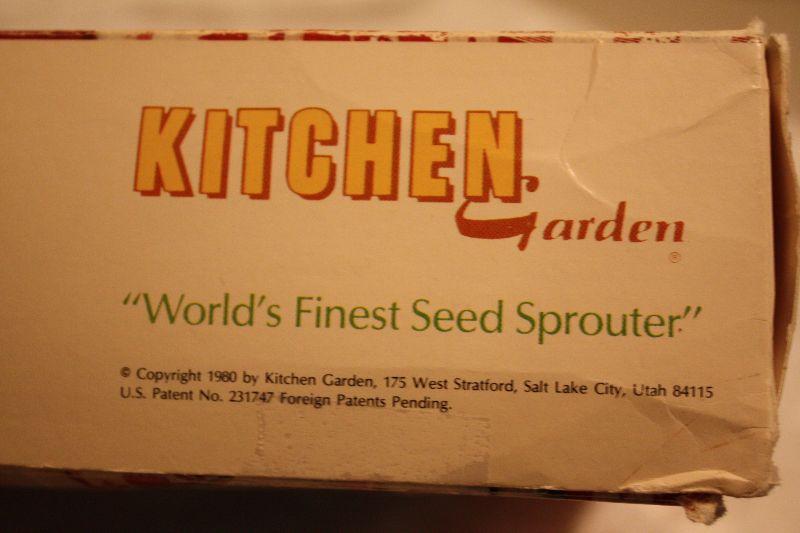 KITCHEN
Garden
®
“World’s Finest Seed Sprouter.”
© Copyright 1980 by Kitchen Garden, 175 West Stratford, Salt Lake City, Utah 84115
U.S. Patent No. 231747 Foreign Patents Pending.